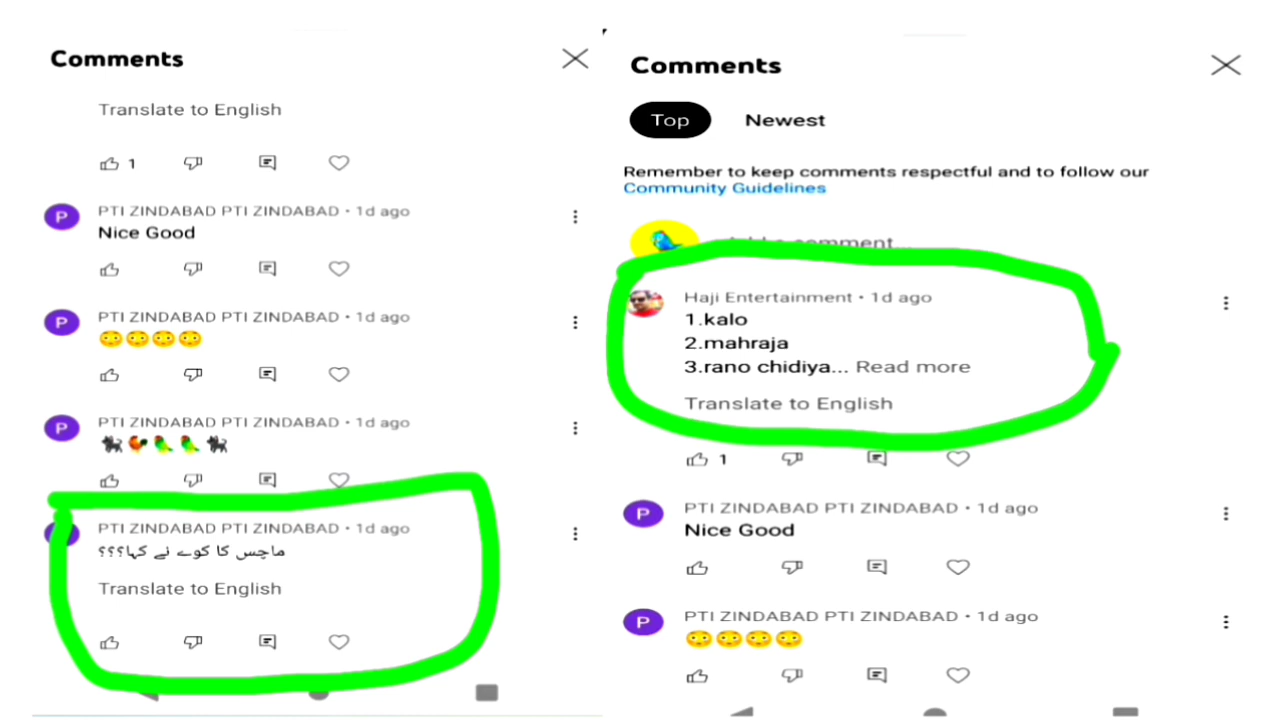 Comments
Translate to English
1
PTI ZINDABAD PTI ZINDABAD • 1d ago
Nice Good
P
PTI ZINDABAD PTI ZINDABAD • 1d ago
😳😳😳😳
P
PTI ZINDABAD PTI ZINDABAD • 1d ago
🐈‍⬛🐓🦜🦜🐈‍⬛
P
PTI ZINDABAD PTI ZINDABAD • 1d ago
ماچس کا کوے نے کہا؟؟؟
Translate to English
Comments
Top Newest
Remember to keep comments respectful and to follow our
Community Guidelines
comment...
Haji Entertainment • 1d ago
1.kalo
2.mahraja
3.rano chidiya... Read more
Translate to English
1
P
PTI ZINDABAD PTI ZINDABAD • 1d ago
Nice Good
P
PTI ZINDABAD PTI ZINDABAD • 1d ago
😳😳😳😳